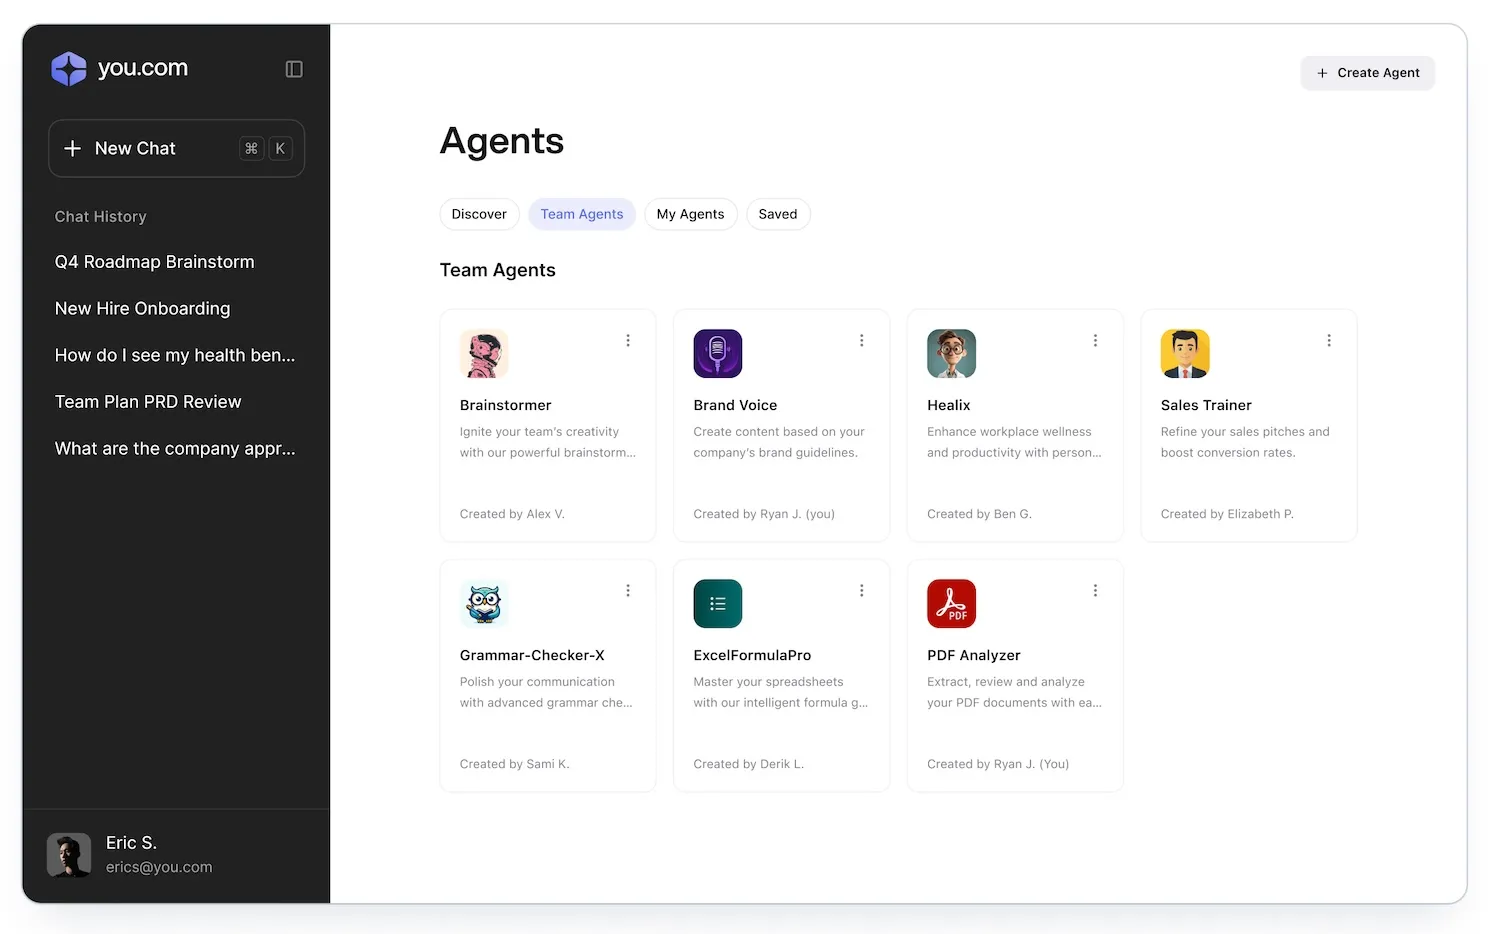 you.com
New Chat ⌘ K
Chat History
Q4 Roadmap Brainstorm
New Hire Onboarding
How do I see my health ben...
Team Plan PRD Review
What are the company appr...
Eric S.
erics@you.com
+ Create Agent
Agents
Discover Team Agents My Agents Saved
Team Agents
Brainstormer
Ignite your team's creativity
with our powerful brainstorm...
Created by Alex V.
Brand Voice
Create content based on your
company's brand guidelines.
Created by Ryan J. (you)
Healix
Enhance workplace wellness
and productivity with person...
Created by Ben G.
Sales Trainer
Refine your sales pitches and
boost conversion rates.
Created by Elizabeth P.
Grammar-Checker-X
Polish your communication
with advanced grammar che...
Created by Sami K.
ExcelFormulaPro
Master your spreadsheets
with our intelligent formula g...
Created by Derik L.
PDF
PDF Analyzer
Extract, review and analyze
your PDF documents with ea...
Created by Ryan J. (You)